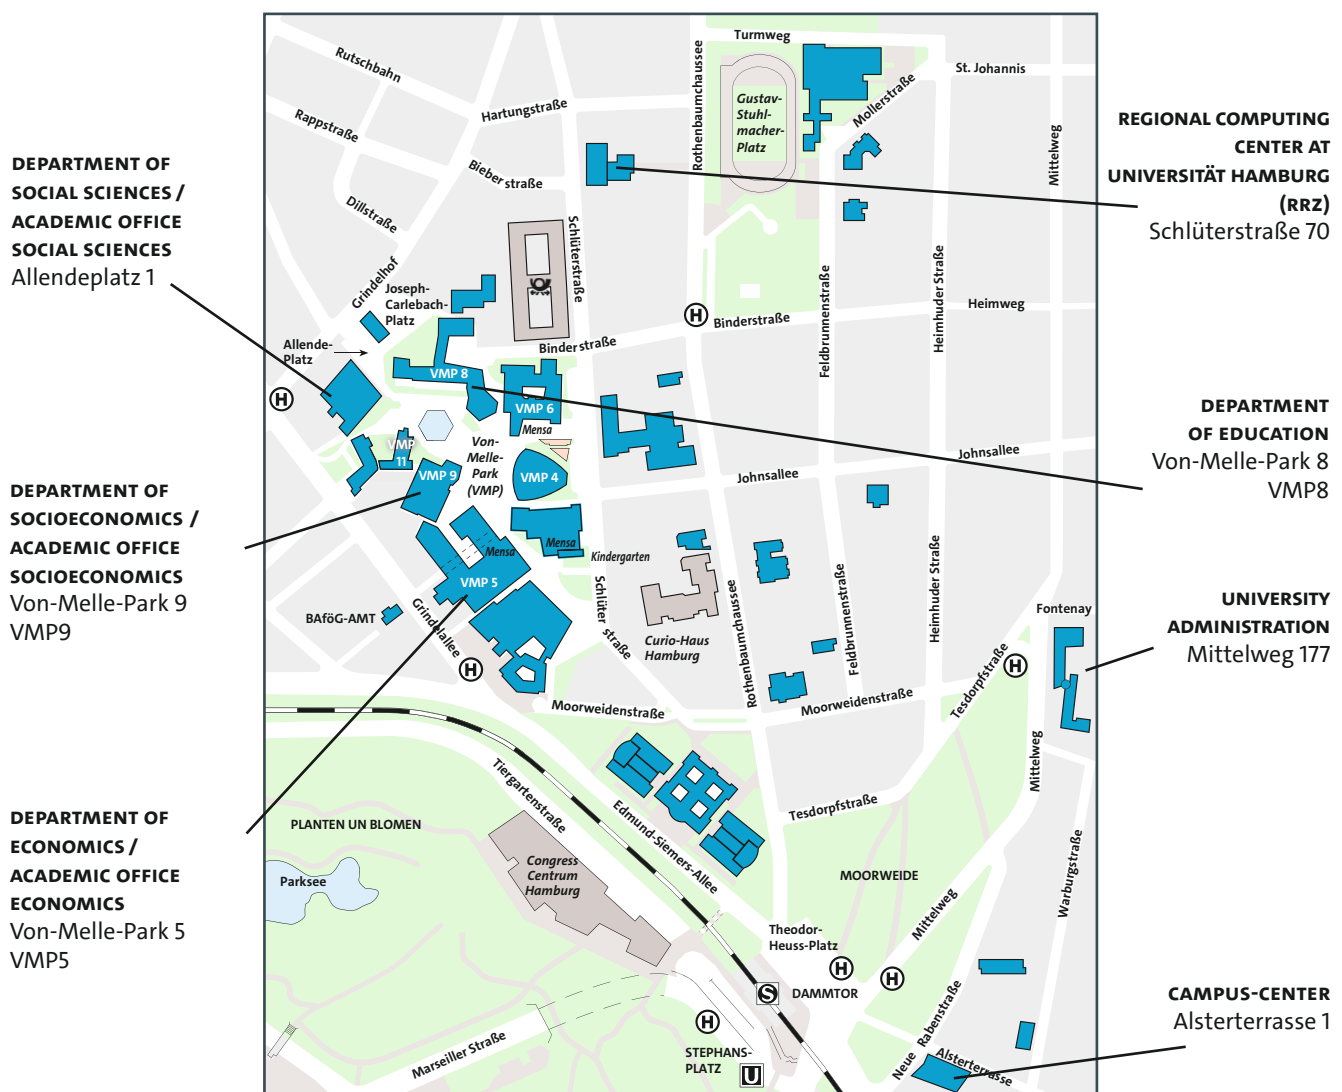 DEPARTMENT OF
SOCIAL SCIENCES /
ACADEMIC OFFICE
SOCIAL SCIENCES
Allendeplatz 1
DEPARTMENT OF
SOCIOECONOMICS /
ACADEMIC OFFICE
SOCIOECONOMICS
Von-Melle-Park 9
VMP9
DEPARTMENT OF
ECONOMICS /
ACADEMIC OFFICE
ECONOMICS
Von-Melle-Park 5
VMP5
Turmweg
Rutschbahn
St. Johannis
Hartungstraße
Rappstraße
Gustav-
Stuhl-
macher-
Platz
Mollerstraße
Rothenbaumchaussee
Mittelweg
Bieberstraße
Dillstraße
Schlüterstraße
Grindelhof
Joseph-
Carlebach-
Platz
Feldbrunnenstraße
Heimhuder Straße
Heimweg
H
Binderstraße
Binderstraße
Allende-
Platz
VMP 8
H
VMP 6
Mensa
VMP
11
Von-
Melle-
Park
(VMP)
VMP 9
VMP 4
Johnsallee
Johnsallee
Mensa
Mensa
Kindergarten
VMP 5
BAföG-AMT
Grindelallee
Schlüterstraße
Curio-Haus
Hamburg
Rothenbaumchaussee
Feldbrunnenstraße
Heimhuder Straße
Fontenay
H
H
Tesdorpfstraße
Moorweidenstraße
Moorweidenstraße
Mittelweg
Tiergartenstraße
Edmund-Siemers-Allee
Tesdorpfstraße
PLANTEN UN BLOMEN
Congress
Centrum
Hamburg
Parksee
MOORWEIDE
Warburgstraße
Mittelweg
Theodor-
Heuss-Platz
H
H
S
DAMMTOR
H
Neue Rabenstraße
Marseiller Straße
STEPHANS-
PLATZ
U
Alsterterrasse
REGIONAL COMPUTING
CENTER AT
UNIVERSITÄT HAMBURG
(RRZ)
Schlüterstraße 70
DEPARTMENT
OF EDUCATION
Von-Melle-Park 8
VMP8
UNIVERSITY
ADMINISTRATION
Mittelweg 177
CAMPUS-CENTER
Alsterterrasse 1